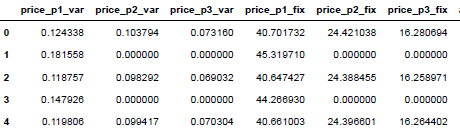 price_p1_var price_p2_var price_p3_var price_p1_fix price_p2_fix price_p3_fix
0 0.124338 0.103794 0.073160 40.701732 24.421038 16.280694
1 0.181558 0.000000 0.000000 45.319710 0.000000 0.000000
2 0.118757 0.098292 0.069032 40.647427 24.388455 16.258971
3 0.147926 0.000000 0.000000 44.266930 0.000000 0.000000
4 0.119806 0.099417 0.070304 40.661003 24.396601 16.264402